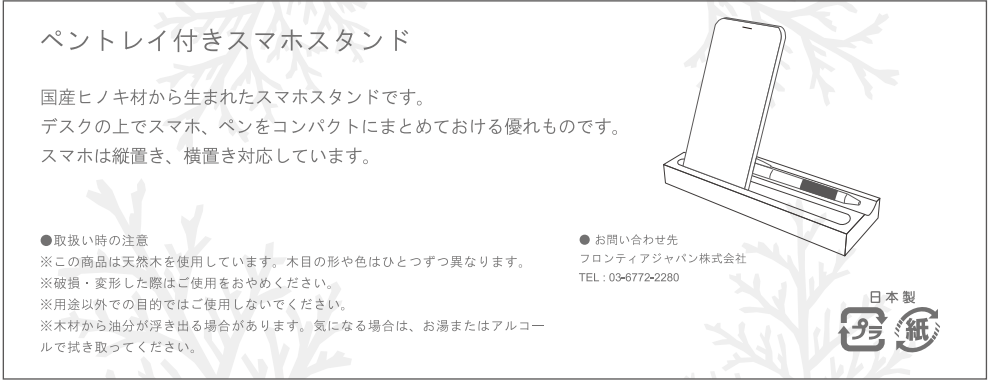 ペントレイ付きスマホスタンド
国産ヒノキ材から生まれたスマホスタンドです。
デスクの上でスマホ、ペンをコンパクトにまとめておける優れものです。
スマホは縦置き、横置き対応しています。
●取扱い時の注意
※この商品は天然木を使用しています。木目の形や色はひとつずつ異なります。
※破損・変形した際はご使用をおやめください。
※用途以外での目的ではご使用しないでください。
※木材から油分が浮き出る場合があります。気になる場合は、お湯またはアルコー
ルで拭き取ってください。
● お問い合わせ先
フロンティアジャパン株式会社
TEL : 03-6772-2280
日本製
プラ
紙